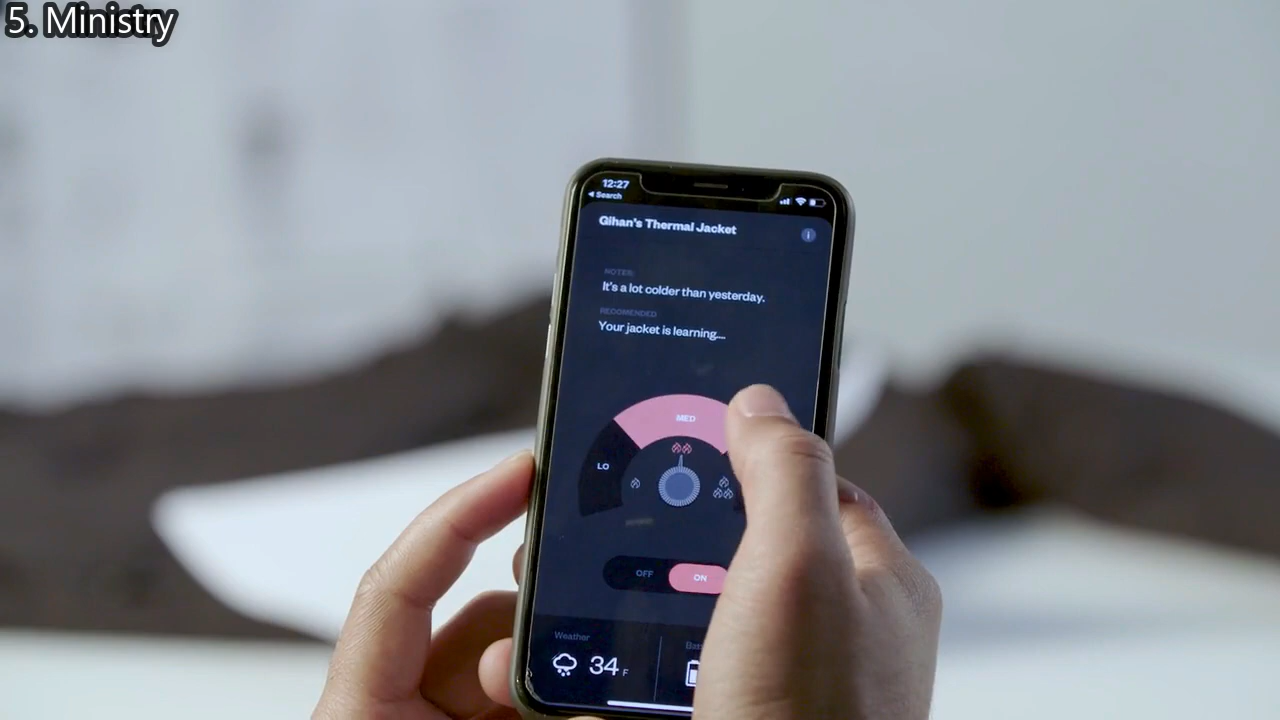 5. Ministry
12:27
Search
Gihan's Thermal Jacket
i
NOTES:
It's a lot colder than yesterday.
RECOMENDED
Your jacket is learning....
MED
LO
OFF ON
Weather
34 F